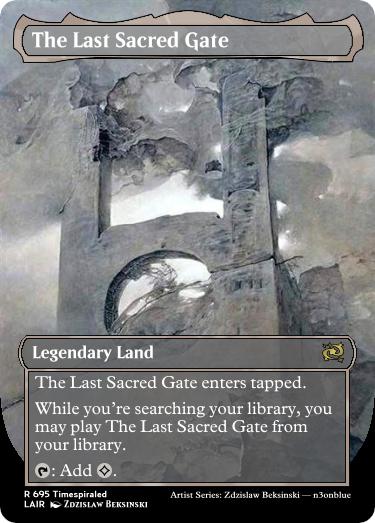 The Last Sacred Gate
Legendary Land
The Last Sacred Gate enters tapped.
While you're searching your library, you
may play The Last Sacred Gate from
your library.
: Add .
R 695 Timespiraled
LAIR Zdzislaw Beksinski
Artist Series: Zdzislaw Beksinski — n3onblue